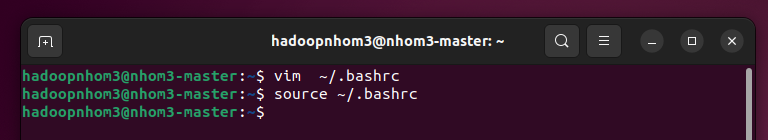 hadoopnhom3@nhom3-master: ~
hadoopnhom3@nhom3-master:~$ vim  ~/.bashrc
hadoopnhom3@nhom3-master:~$ source ~/.bashrc
hadoopnhom3@nhom3-master:~$